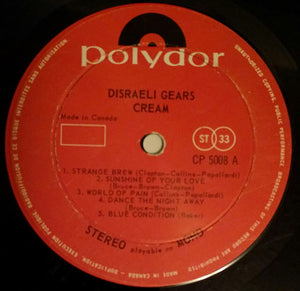 polydor
DISRAELI GEARS
CREAM
Made in Canada
ST 33
CP 5008 A
1. STRANGE BREW (Clapton-Collins-Papallardi)
2. SUNSHINE OF YOUR LOVE
(Bruce-Brown-Clapton)
3. WORLD OF PAIN (Collins-Papallardi)
4. DANCE THE NIGHT AWAY
(Bruce-Brown)
5. BLUE CONDITION (Baker)
STEREO playable on MONO
MADE IN CANADA